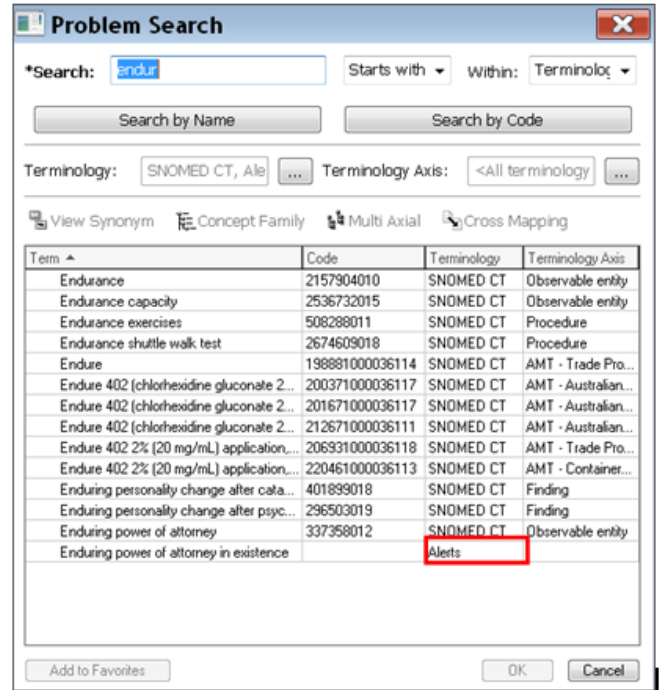 Problem Search
*Search: endur Starts with Within: Terminolog
Search by Name Search by Code
Terminology: SNOMED CT, Ale ... Terminology Axis: <All terminology ...
View Synonym Concept Family Multi Axial Cross Mapping
Term Code Terminology Terminology Axis
Endurance 2157904010 SNOMED CT Observable entity
Endurance capacity 2536732015 SNOMED CT Observable entity
Endurance exercises 508288011 SNOMED CT Procedure
Endurance shuttle walk test 2674609018 SNOMED CT Procedure
Endure 198881000036114 SNOMED CT AMT - Trade Pro...
Endure 402 (chlorhexidine gluconate 2... 200371000036117 SNOMED CT AMT - Australian...
Endure 402 (chlorhexidine gluconate 2... 201671000036117 SNOMED CT AMT - Australian...
Endure 402 (chlorhexidine gluconate 2... 212671000036111 SNOMED CT AMT - Australian...
Endure 402 2% (20 mg/mL) application,... 206931000036118 SNOMED CT AMT - Trade Pro...
Endure 402 2% (20 mg/mL) application,... 220461000036113 SNOMED CT AMT - Container...
Enduring personality change after cata... 401899018 SNOMED CT Finding
Enduring personality change after psyc... 296503019 SNOMED CT Finding
Enduring power of attorney 337358012 SNOMED CT Observable entity
Enduring power of attorney in existence Alerts
Add to Favorites OK Cancel